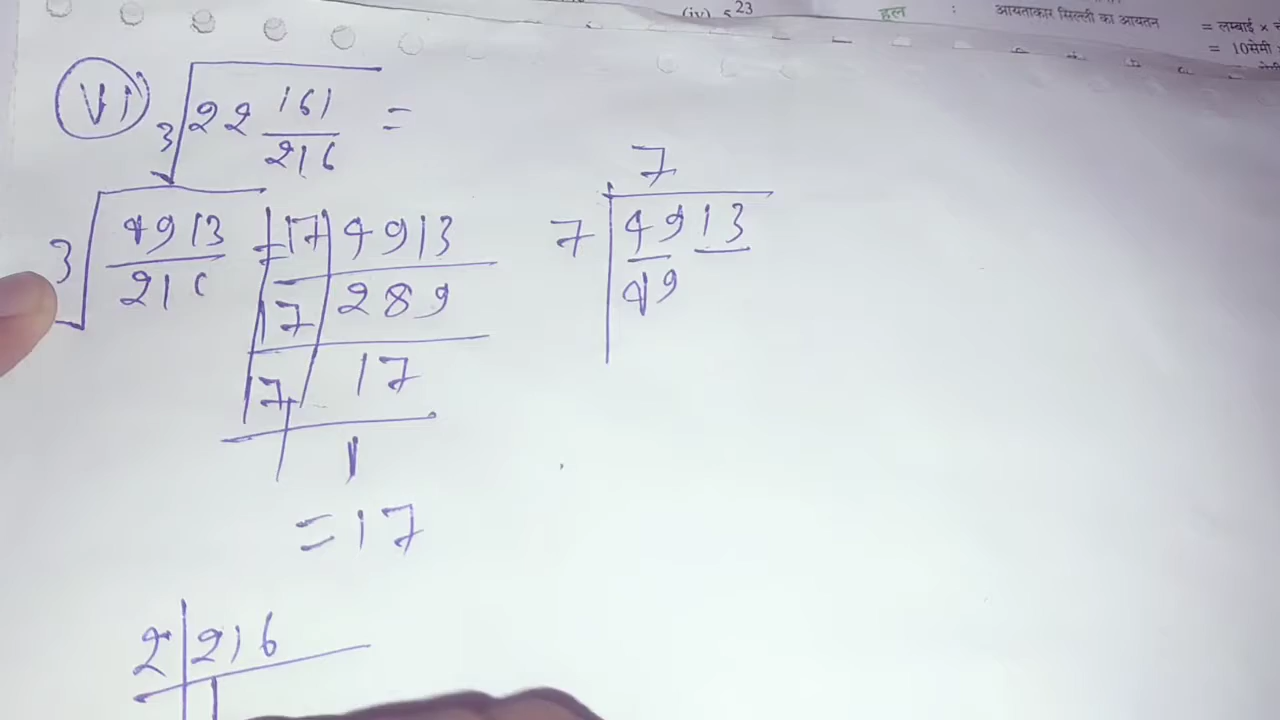 (iv) 5^23
हल : आयताकार सिल्ली का आयतन = लम्बाई ×
= 10सेमी
(vi) ∛22 161/216 =
∛4913/216 =
17 | 4913
17 | 289
17 | 17
1
= 17
7
7 | 4913
49
2 | 216
1